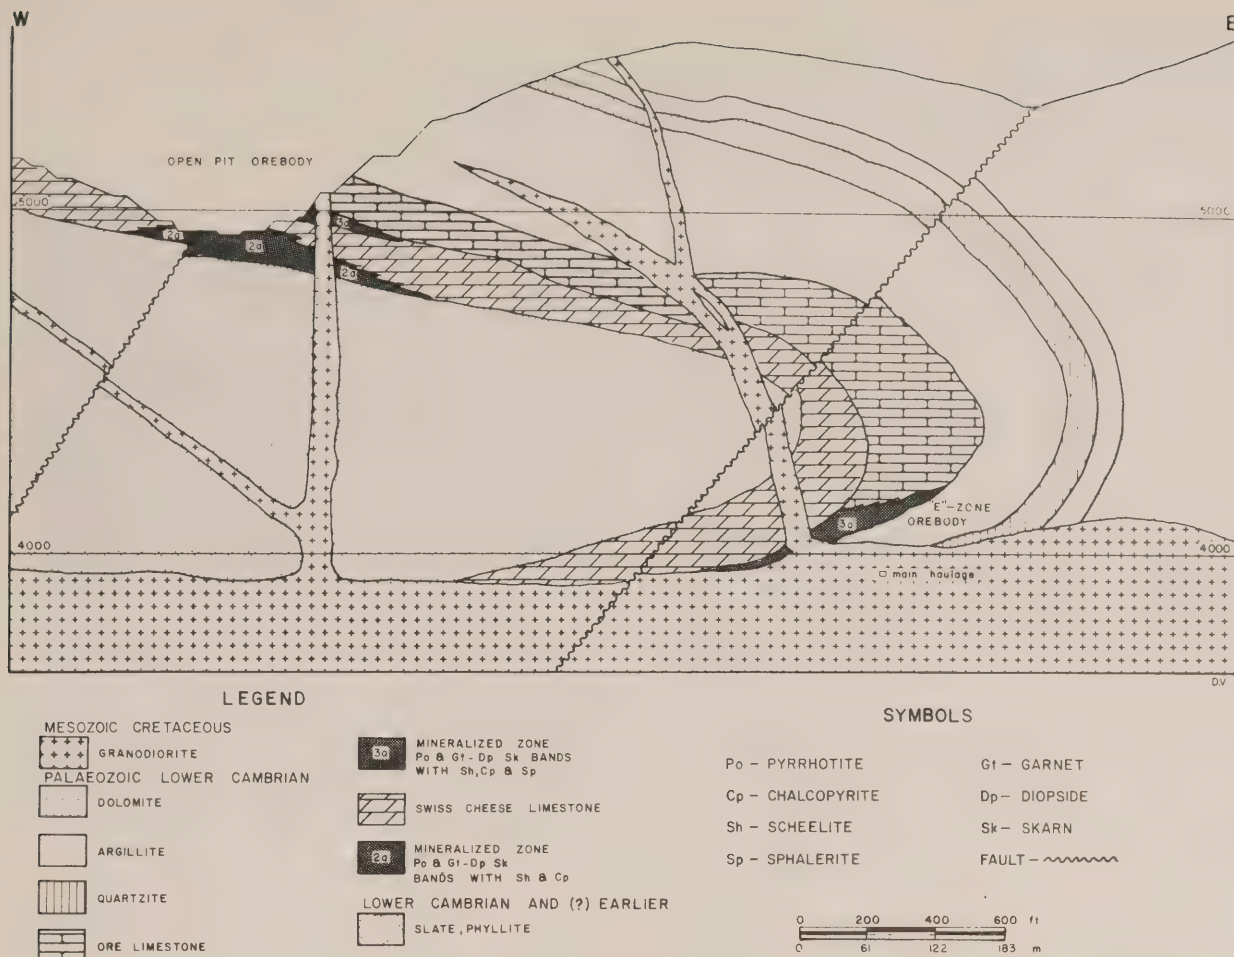 W
E
OPEN PIT OREBODY
5000
3a
2a
2a
2a
"E"-ZONE
OREBODY
3a
4000
4000
main haulage
D.V
LEGEND
MESOZOIC CRETACEOUS
GRANODIORITE
PALAEOZOIC LOWER CAMBRIAN
DOLOMITE
ARGILLITE
QUARTZITE
ORE LIMESTONE
3a
MINERALIZED ZONE
Po & Gt-Dp Sk BANDS
WITH Sh, Cp & Sp
SWISS CHEESE LIMESTONE
2a
MINERALIZED ZONE
Po & Gt-Dp Sk
BANDS WITH Sh & Cp
LOWER CAMBRIAN AND (?) EARLIER
SLATE, PHYLLITE
SYMBOLS
Po - PYRRHOTITE
Cp - CHALCOPYRITE
Sh - SCHEELITE
Sp - SPHALERITE
Gt - GARNET
Dp - DIOPSIDE
Sk - SKARN
FAULT -
0 200 400 600 ft
0 61 122 183 m